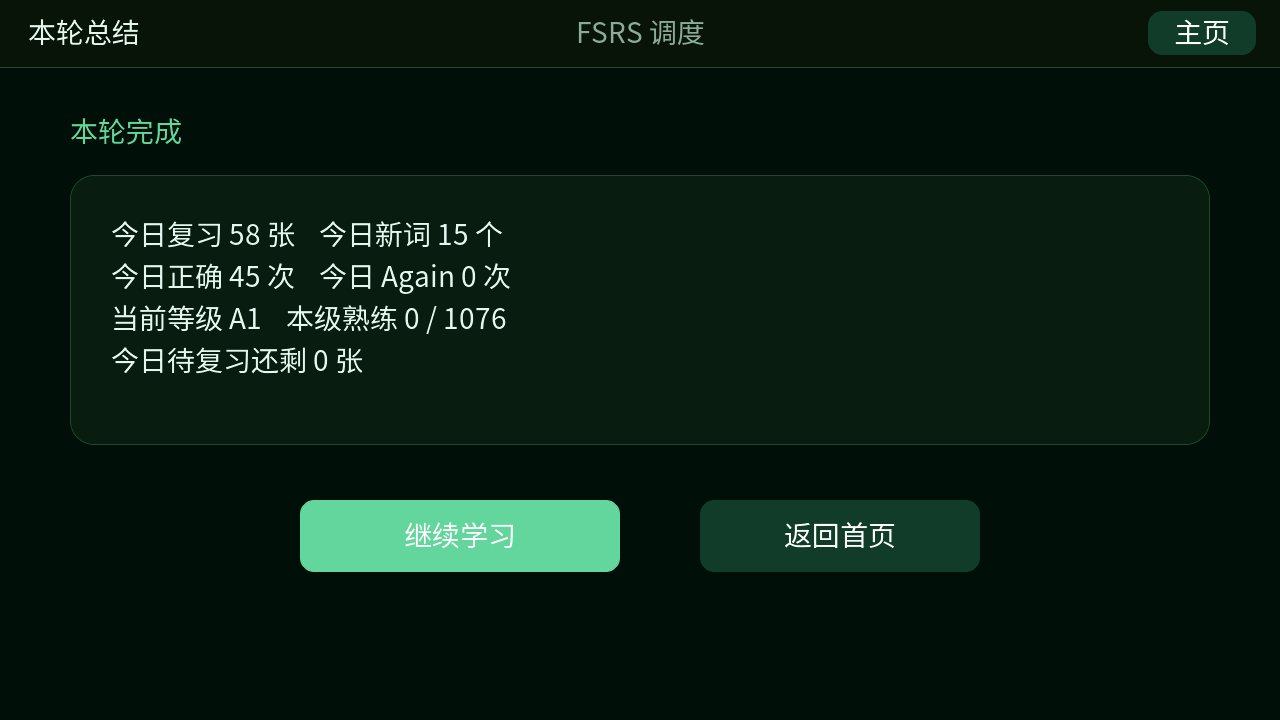 本轮总结
FSRS 调度
主页
本轮完成
今日复习 58 张 今日新词 15 个
今日正确 45 次 今日 Again 0 次
当前等级 A1 本级熟练 0 / 1076
今日待复习还剩 0 张
继续学习
返回首页